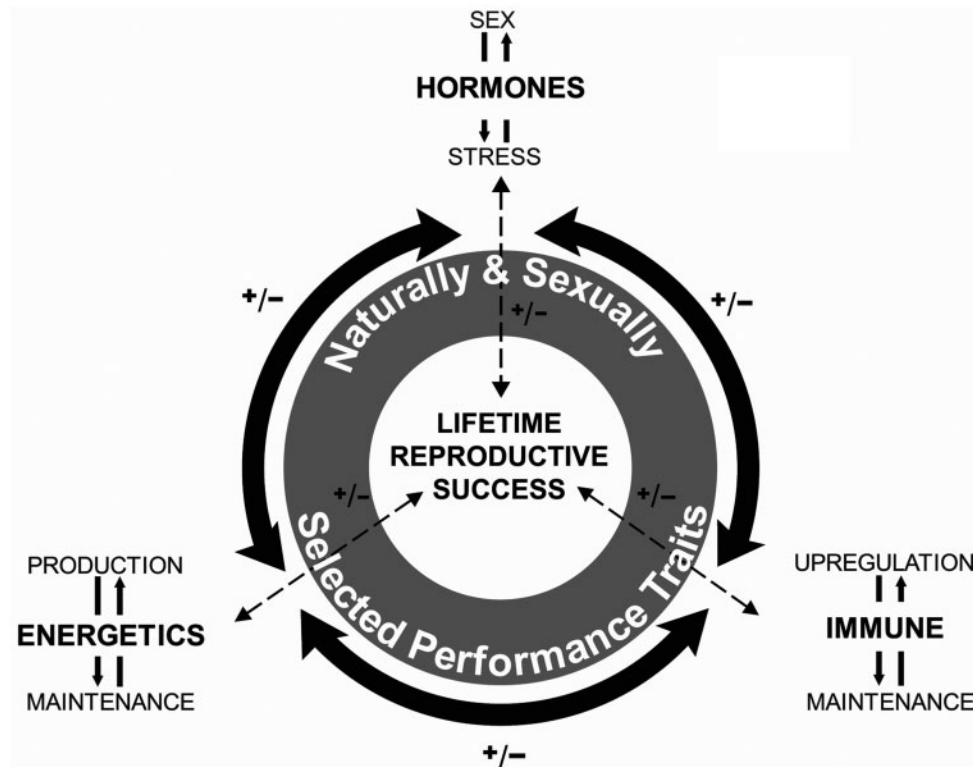 SEX
HORMONES
STRESS
Naturally & Sexually
+/–
+/–
+/–
LIFETIME
REPRODUCTIVE
SUCCESS
+/–
+/–
Selected Performance Traits
PRODUCTION
ENERGETICS
MAINTENANCE
UPREGULATION
IMMUNE
MAINTENANCE
+/–